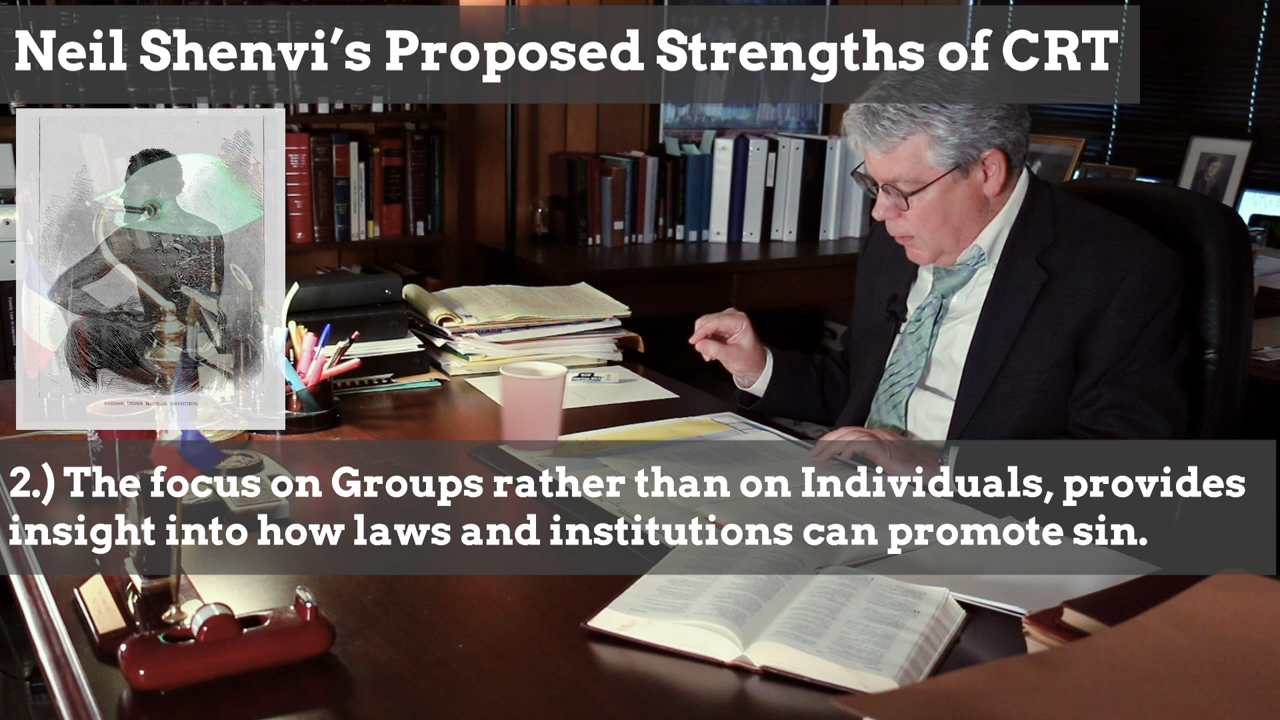 Neil Shenvi’s Proposed Strengths of CRT
2.) The focus on Groups rather than on Individuals, provides
insight into how laws and institutions can promote sin.